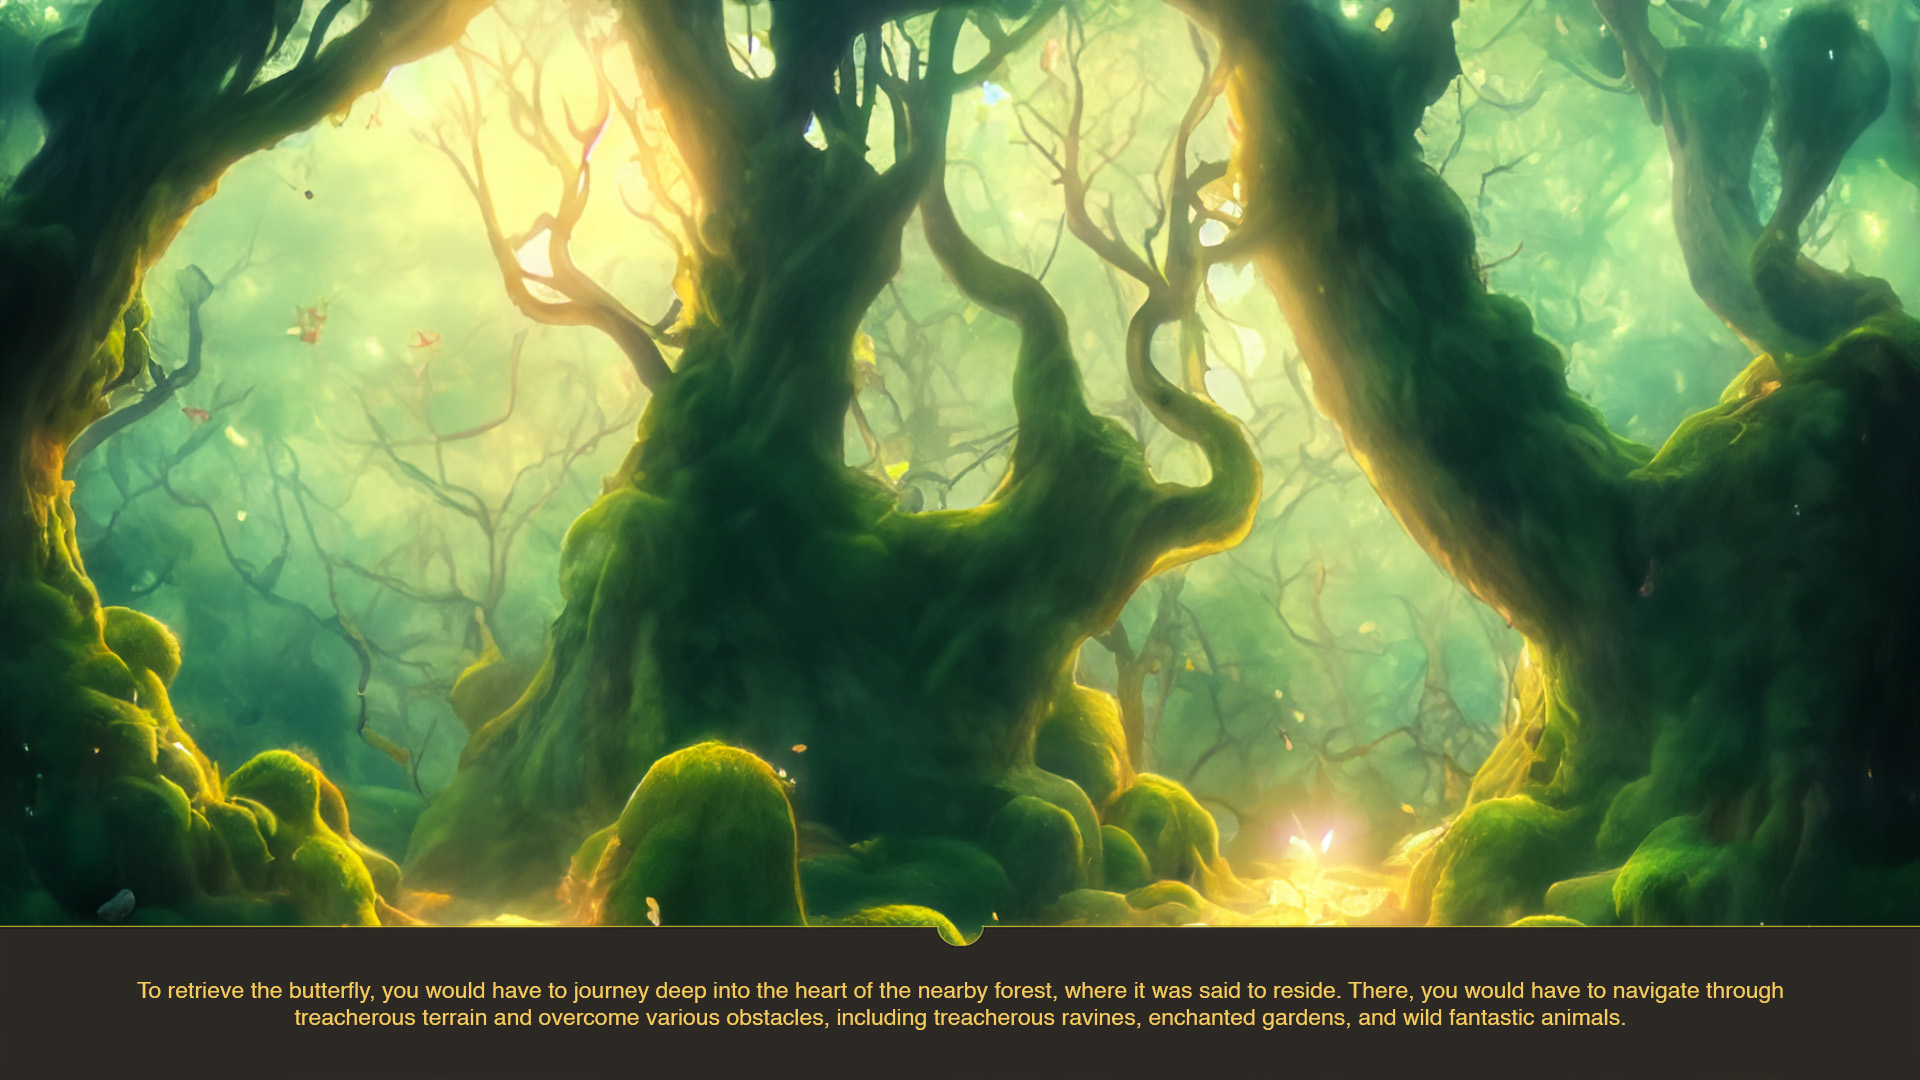 To retrieve the butterfly, you would have to journey deep into the heart of the nearby forest, where it was said to reside. There, you would have to navigate through
treacherous terrain and overcome various obstacles, including treacherous ravines, enchanted gardens, and wild fantastic animals.